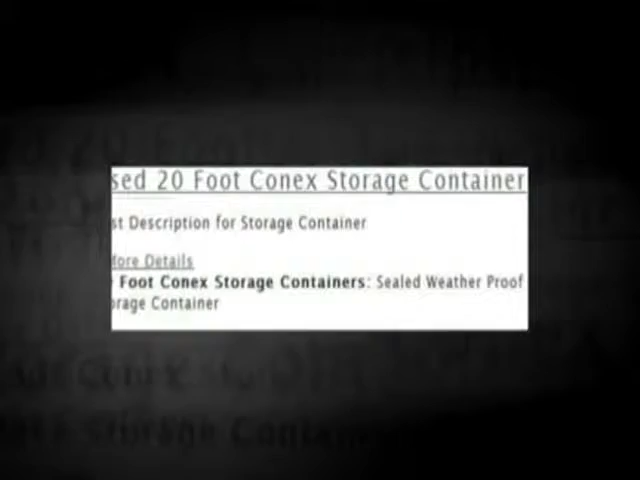 sed 20 Foot Conex Storage Container
st Description for Storage Container
More Details
Foot Conex Storage Containers: Sealed Weather Proof
orage Container